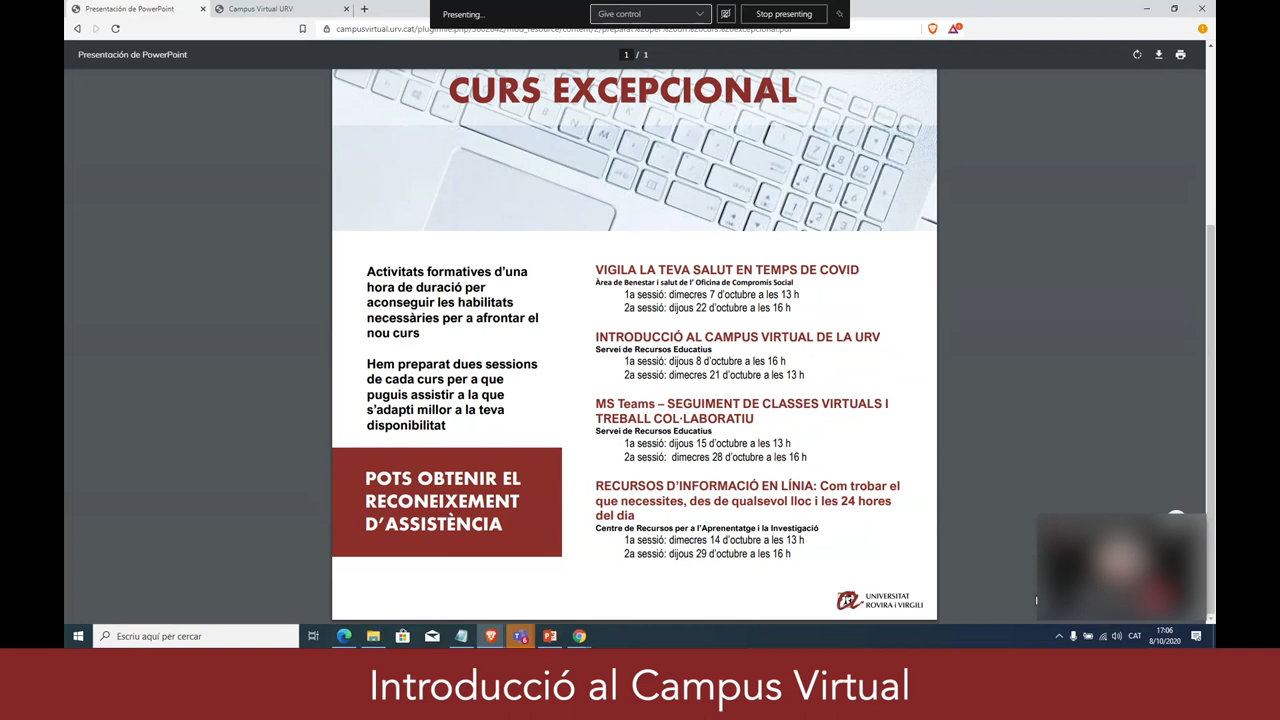 Presentación de PowerPoint
Campus Virtual URV
Presenting...
Give control
Stop presenting
Presentación de PowerPoint
1 / 1
CURS EXCEPCIONAL
Activitats formatives d’una
hora de duració per
aconseguir les habilitats
necessàries per a afrontar el
nou curs
Hem preparat dues sessions
de cada curs per a que
puguis assistir a la que
s’adapti millor a la teva
disponibilitat
POTS OBTENIR EL
RECONEIXEMENT
D’ASSISTÈNCIA
VIGILA LA TEVA SALUT EN TEMPS DE COVID
Àrea de Benestar i salut de l’ Oficina de Compromís Social
1a sessió: dimecres 7 d’octubre a les 13 h
2a sessió: dijous 22 d’octubre a les 16 h
INTRODUCCIÓ AL CAMPUS VIRTUAL DE LA URV
Servei de Recursos Educatius
1a sessió: dijous 8 d’octubre a les 16 h
2a sessió: dimecres 21 d’octubre a les 13 h
MS Teams – SEGUIMENT DE CLASSES VIRTUALS I
TREBALL COL·LABORATIU
Servei de Recursos Educatius
1a sessió: dijous 15 d’octubre a les 13 h
2a sessió: dimecres 28 d’octubre a les 16 h
RECURSOS D’INFORMACIÓ EN LÍNIA: Com trobar el
que necessites, des de qualsevol lloc i les 24 hores
del dia
Centre de Recursos per a l’Aprenentatge i la Investigació
1a sessió: dimecres 14 d’octubre a les 13 h
2a sessió: dijous 29 d’octubre a les 16 h
UNIVERSITAT
ROVIRA i VIRGILI
Escriu aquí per cercar
CAT
17:06
8/10/2020
Introducció al Campus Virtual